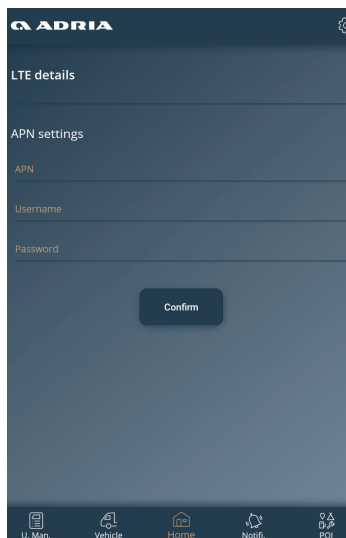 ADRIA
LTE details
APN settings
APN
Username
Password
Confirm
U. Man.
Vehicle
Home
Notifi.
POI